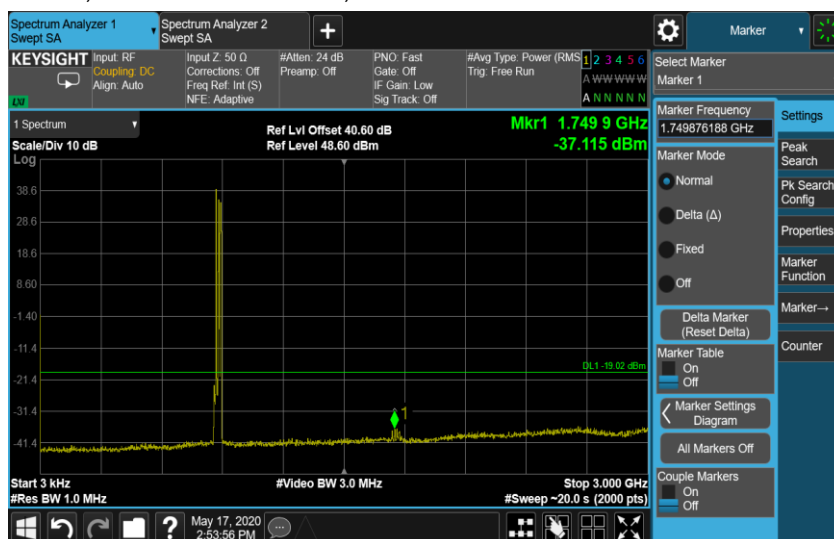 Spectrum Analyzer 1
Swept SA
Spectrum Analyzer 2
Swept SA
Marker
KEYSIGHT
LXI
Input: RF
Coupling: DC
Align: Auto
Input Z: 50 Ω
Corrections: Off
Freq Ref: Int (S)
NFE: Adaptive
#Atten: 24 dB
Preamp: Off
PNO: Fast
Gate: Off
IF Gain: Low
Sig Track: Off
#Avg Type: Power (RMS
Trig: Free Run
1 2 3 4 5 6
A W W W W W
A N N N N N
1 Spectrum
Scale/Div 10 dB
Log
Ref Lvl Offset 40.60 dB
Ref Level 48.60 dBm
Mkr1 1.749 9 GHz
-37.115 dBm
38.6
28.6
18.6
8.60
-1.40
-11.4
-21.4
-31.4
-41.4
DL1 -19.02 dBm
1
Start 3 kHz
#Res BW 1.0 MHz
#Video BW 3.0 MHz
Stop 3.000 GHz
#Sweep ~20.0 s (2000 pts)
May 17, 2020
2:53:56 PM
Select Marker
Marker 1
Marker Frequency
1.749876188 GHz
Marker Mode
Normal
Delta (Δ)
Fixed
Off
Delta Marker
(Reset Delta)
Marker Table
On
Off
Marker Settings
Diagram
All Markers Off
Couple Markers
On
Off
Settings
Peak
Search
Pk Search
Config
Properties
Marker
Function
Marker→
Counter